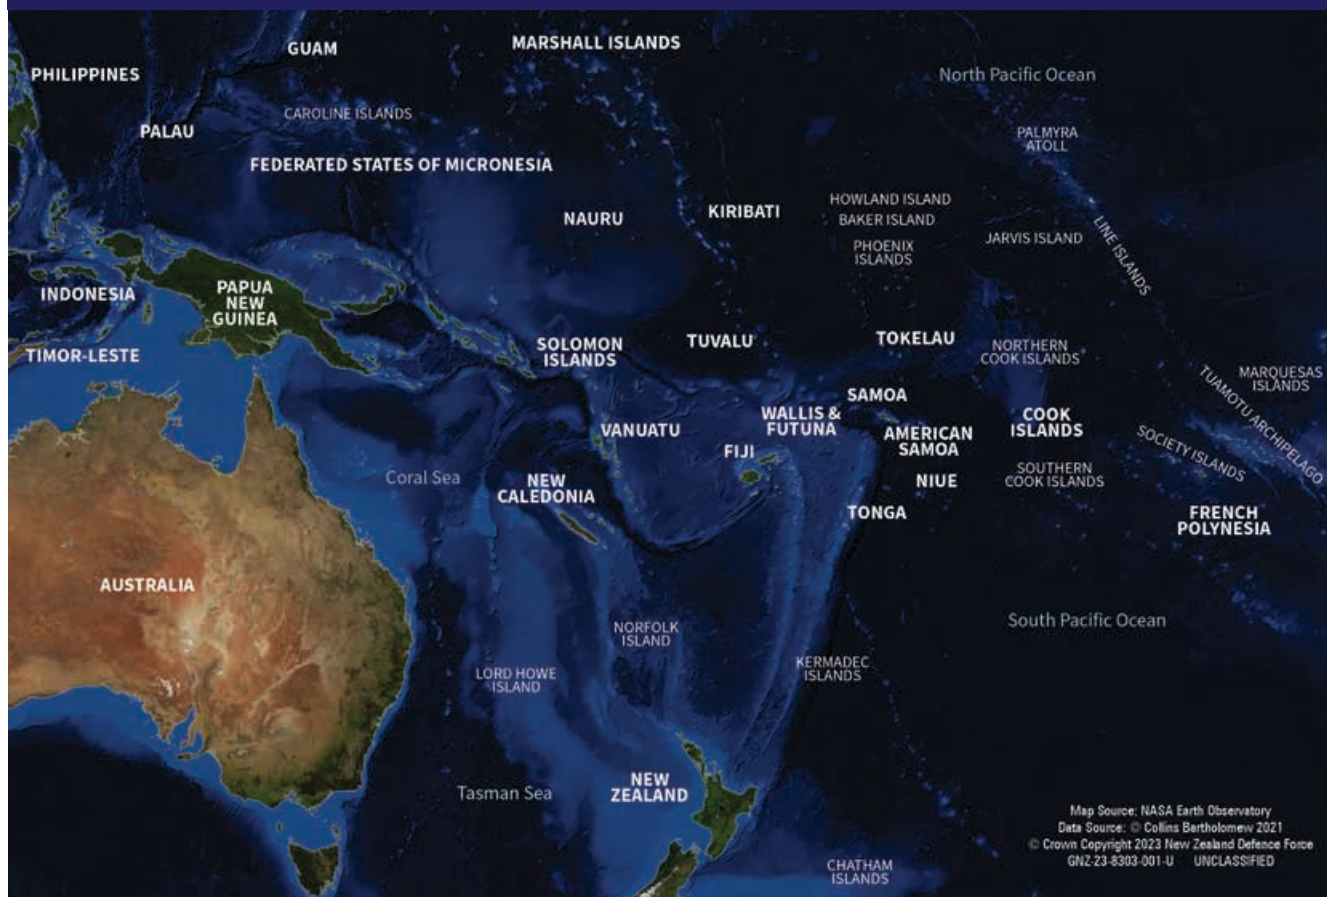 GUAM
MARSHALL ISLANDS
PHILIPPINES
North Pacific Ocean
CAROLINE ISLANDS
PALAU
PALMYRA
ATOLL
FEDERATED STATES OF MICRONESIA
HOWLAND ISLAND
NAURU
KIRIBATI
BAKER ISLAND
JARVIS ISLAND
LINE ISLANDS
PHOENIX
ISLANDS
INDONESIA
PAPUA
NEW
GUINEA
SOLOMON
ISLANDS
TUVALU
TOKELAU
NORTHERN
COOK ISLANDS
TIMOR-LESTE
MARQUESAS
ISLANDS
TUAMOTU ARCHIPELAGO
SAMOA
WALLIS &
FUTUNA
COOK
ISLANDS
VANUATU
AMERICAN
SAMOA
FIJI
SOCIETY ISLANDS
Coral Sea
NEW
CALEDONIA
NIUE
SOUTHERN
COOK ISLANDS
TONGA
FRENCH
POLYNESIA
AUSTRALIA
South Pacific Ocean
NORFOLK
ISLAND
LORD HOWE
ISLAND
KERMADEC
ISLANDS
NEW
ZEALAND
Tasman Sea
Map Source: NASA Earth Observatory
Data Source: © Collins Bartholomew 2021
© Crown Copyright 2023 New Zealand Defence Force
GNZ-23-8303-001-U UNCLASSIFIED
CHATHAM
ISLANDS